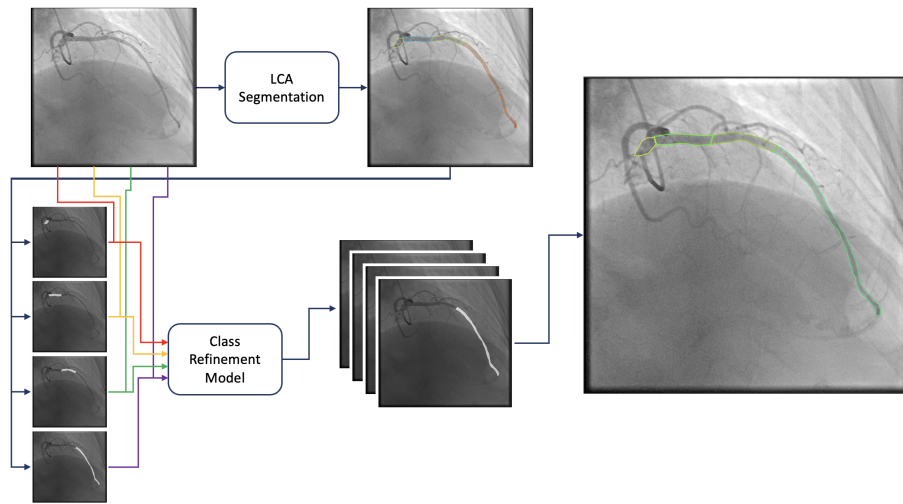 LCA
Segmentation
Class
Refinement
Model